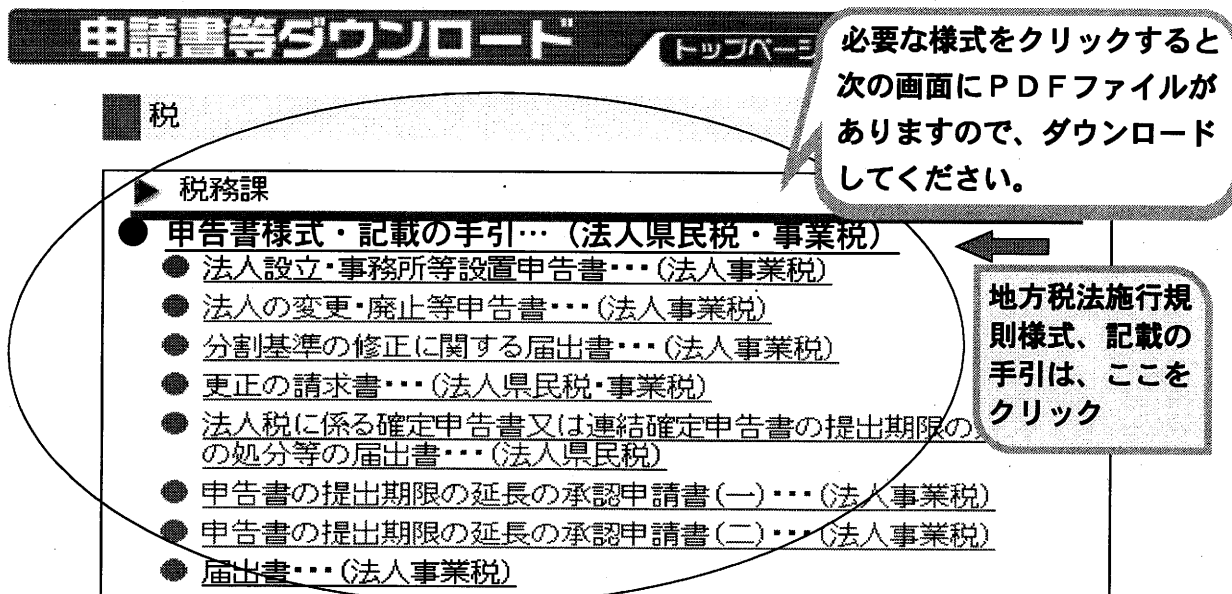 申請書等ダウンロード
トップページ
必要な様式をクリックすると
次の画面にPDFファイルが
ありますので、ダウンロード
してください。
税
税務課
申告書様式・記載の手引…（法人県民税・事業税）
法人設立・事務所等設置申告書・・・（法人事業税）
法人の変更・廃止等申告書・・・（法人事業税）
分割基準の修正に関する届出書・・・（法人事業税）
更正の請求書・・・（法人県民税・事業税）
法人税に係る確定申告書又は連結確定申告書の提出期限の
の処分等の届出書・・・（法人県民税）
申告書の提出期限の延長の承認申請書（一）・・・（法人事業税）
申告書の提出期限の延長の承認申請書（二）・・・（法人事業税）
届出書・・・（法人事業税）
地方税法施行規
則様式、記載の
手引は、ここを
クリック